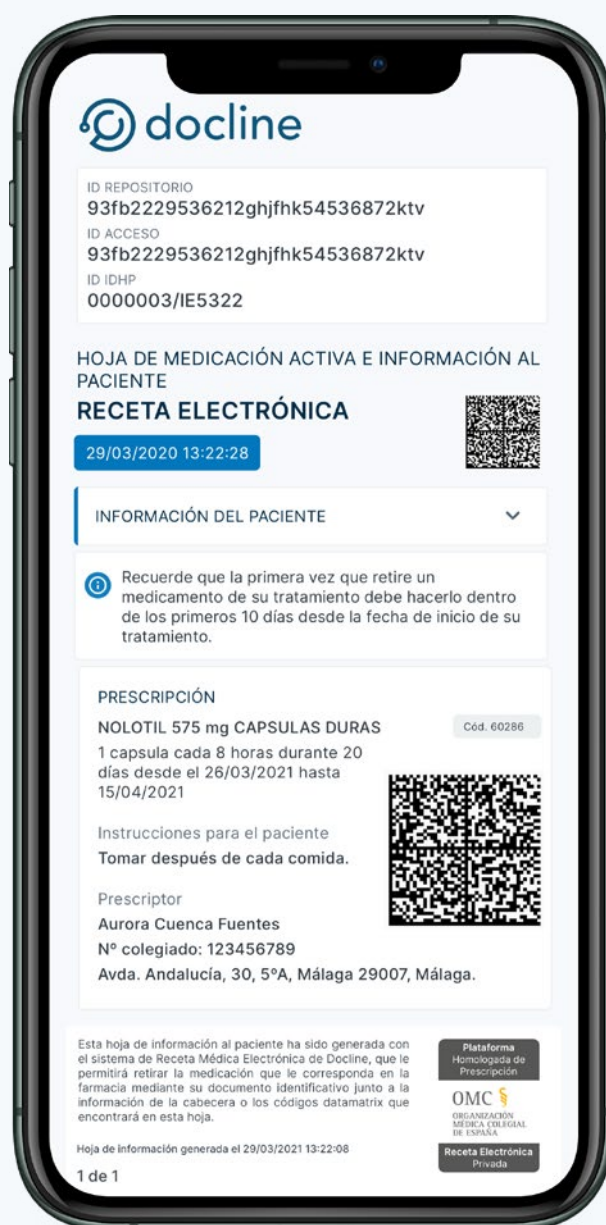 docline
ID REPOSITORIO
93fb2229536212ghjfhk54536872ktv
ID ACCESO
93fb2229536212ghjfhk54536872ktv
ID IDHP
0000003/IE5322
HOJA DE MEDICACIÓN ACTIVA E INFORMACIÓN AL
PACIENTE
RECETA ELECTRÓNICA
29/03/2020 13:22:28
INFORMACIÓN DEL PACIENTE
Recuerde que la primera vez que retire un
medicamento de su tratamiento debe hacerlo dentro
de los primeros 10 días desde la fecha de inicio de su
tratamiento.
PRESCRIPCIÓN
NOLOTIL 575 mg CAPSULAS DURAS
Cód. 60286
1 capsula cada 8 horas durante 20
días desde el 26/03/2021 hasta
15/04/2021
Instrucciones para el paciente
Tomar después de cada comida.
Prescriptor
Aurora Cuenca Fuentes
Nº colegiado: 123456789
Avda. Andalucía, 30, 5ºA, Málaga 29007, Málaga.
Esta hoja de información al paciente ha sido generada con
el sistema de Receta Médica Electrónica de Docline, que le
permitirá retirar la medicación que le corresponda en la
farmacia mediante su documento identificativo junto a la
información de la cabecera o los códigos datamatrix que
encontrará en esta hoja.
Hoja de información generada el 29/03/2021 13:22:08
1 de 1
Plataforma
Homologada de
Prescripción
OMC
ORGANIZACIÓN
MÉDICA COLEGIAL
DE ESPAÑA
Receta Electrónica
Privada